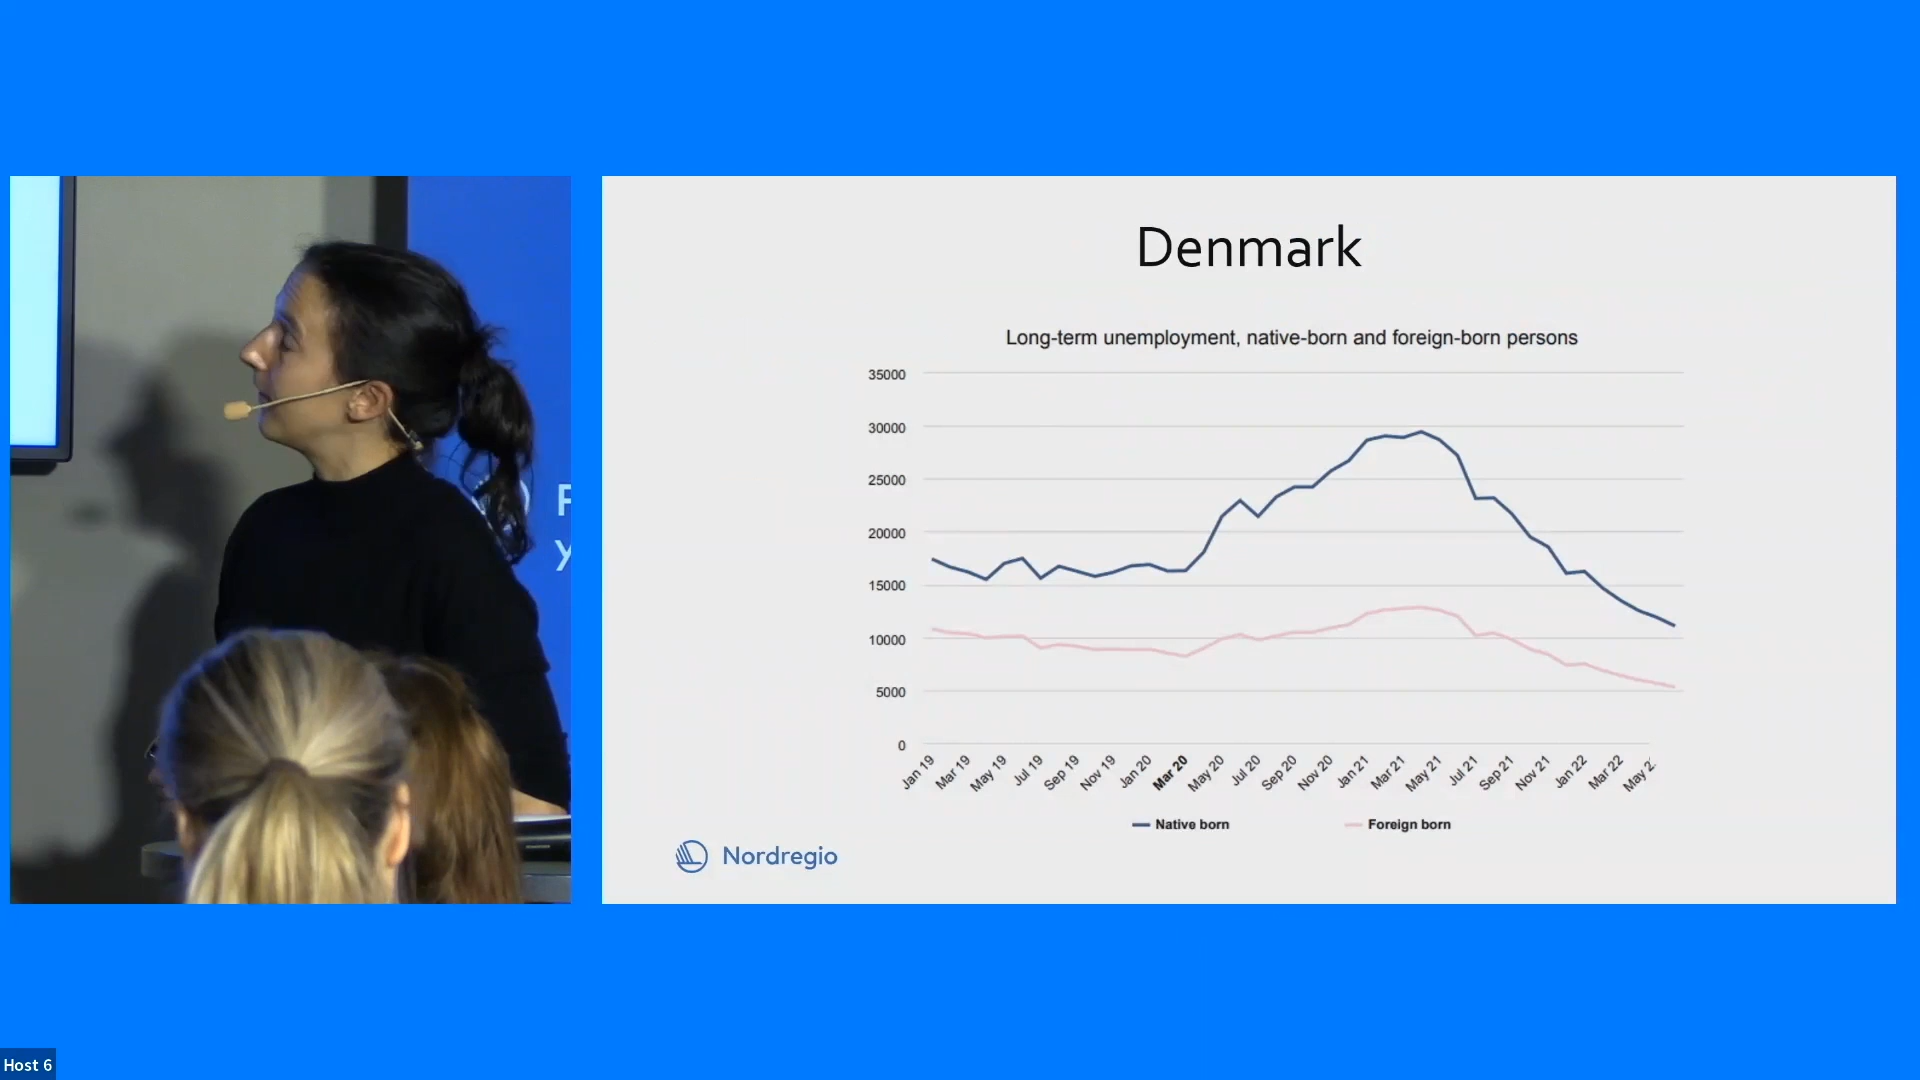 Denmark
Long-term unemployment, native-born and foreign-born persons
35000
30000
25000
20000
15000
10000
5000
0
Jan 19
Mar 19
May 19
Jul 19
Sep 19
Nov 19
Jan 20
Mar 20
May 20
Jul 20
Sep 20
Nov 20
Jan 21
Mar 21
May 21
Jul 21
Sep 21
Nov 21
Jan 22
Mar 22
May 2
Native born
Foreign born
Nordregio
F
y
Host 6